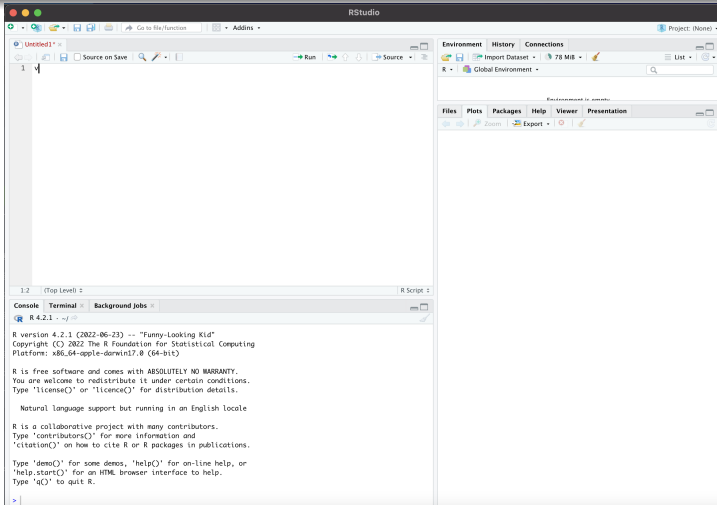 RStudio
Go to file/function
Addins
Project: (None)
Untitled1*
Source on Save
Run
Source
1 v
1:2 (Top Level) R Script
Console Terminal Background Jobs
R 4.2.1 · ~/
R version 4.2.1 (2022-06-23) -- "Funny-Looking Kid"
Copyright (C) 2022 The R Foundation for Statistical Computing
Platform: x86_64-apple-darwin17.0 (64-bit)
R is free software and comes with ABSOLUTELY NO WARRANTY.
You are welcome to redistribute it under certain conditions.
Type 'license()' or 'licence()' for distribution details.
Natural language support but running in an English locale
R is a collaborative project with many contributors.
Type 'contributors()' for more information and
'citation()' on how to cite R or R packages in publications.
Type 'demo()' for some demos, 'help()' for on-line help, or
'help.start()' for an HTML browser interface to help.
Type 'q()' to quit R.
>
Environment History Connections
Import Dataset 78 MiB List
R Global Environment
Environment is empty
Files Plots Packages Help Viewer Presentation
Zoom Export